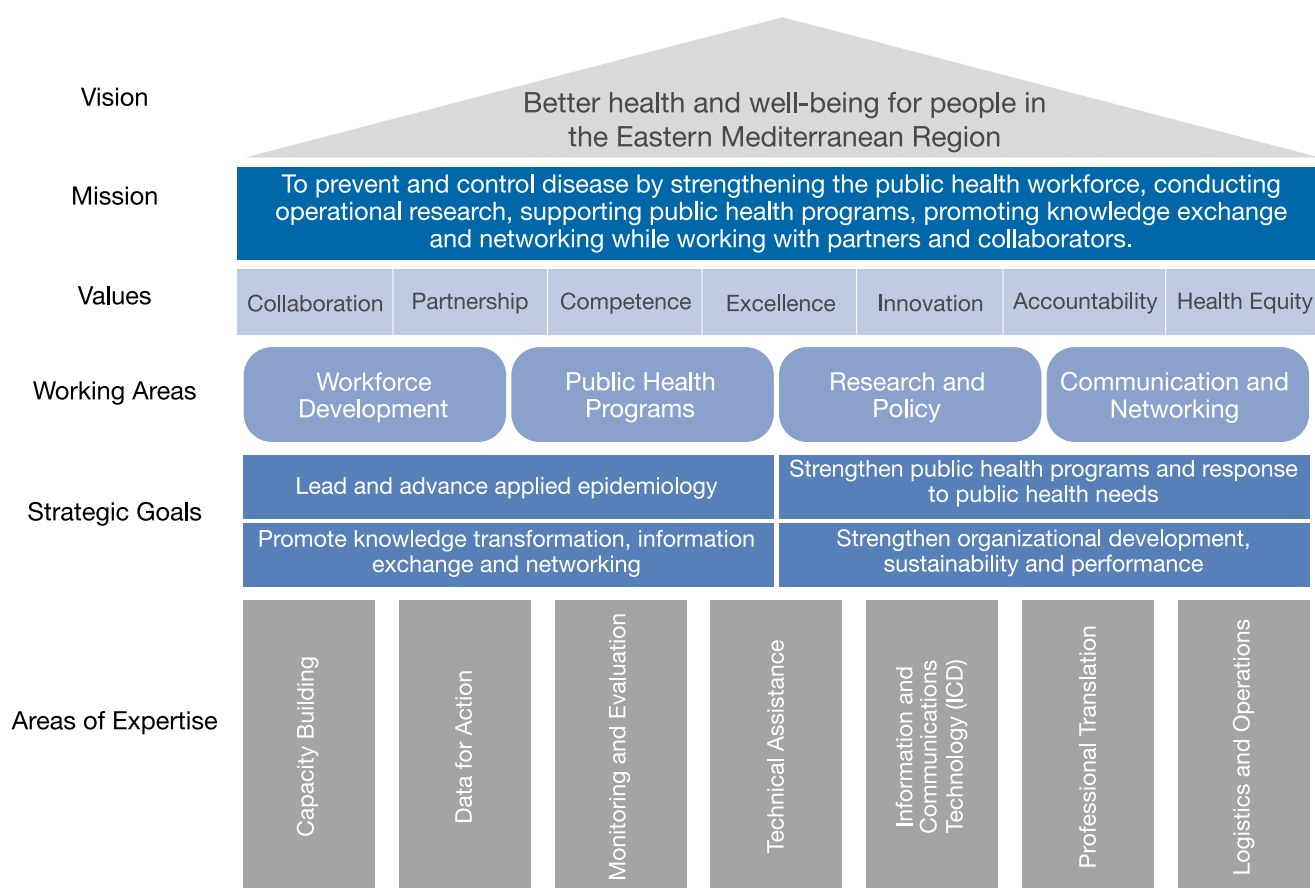 Vision
Better health and well-being for people in
the Eastern Mediterranean Region
Mission
To prevent and control disease by strengthening the public health workforce, conducting
operational research, supporting public health programs, promoting knowledge exchange
and networking while working with partners and collaborators.
Values
Collaboration
Partnership
Competence
Excellence
Innovation
Accountability
Health Equity
Working Areas
Workforce
Development
Public Health
Programs
Research and
Policy
Communication and
Networking
Strategic Goals
Lead and advance applied epidemiology
Strengthen public health programs and response
to public health needs
Promote knowledge transformation, information
exchange and networking
Strengthen organizational development,
sustainability and performance
Areas of Expertise
Capacity Building
Data for Action
Monitoring and Evaluation
Technical Assistance
Information and
Communications
Technology (ICD)
Professional Translation
Logistics and Operations